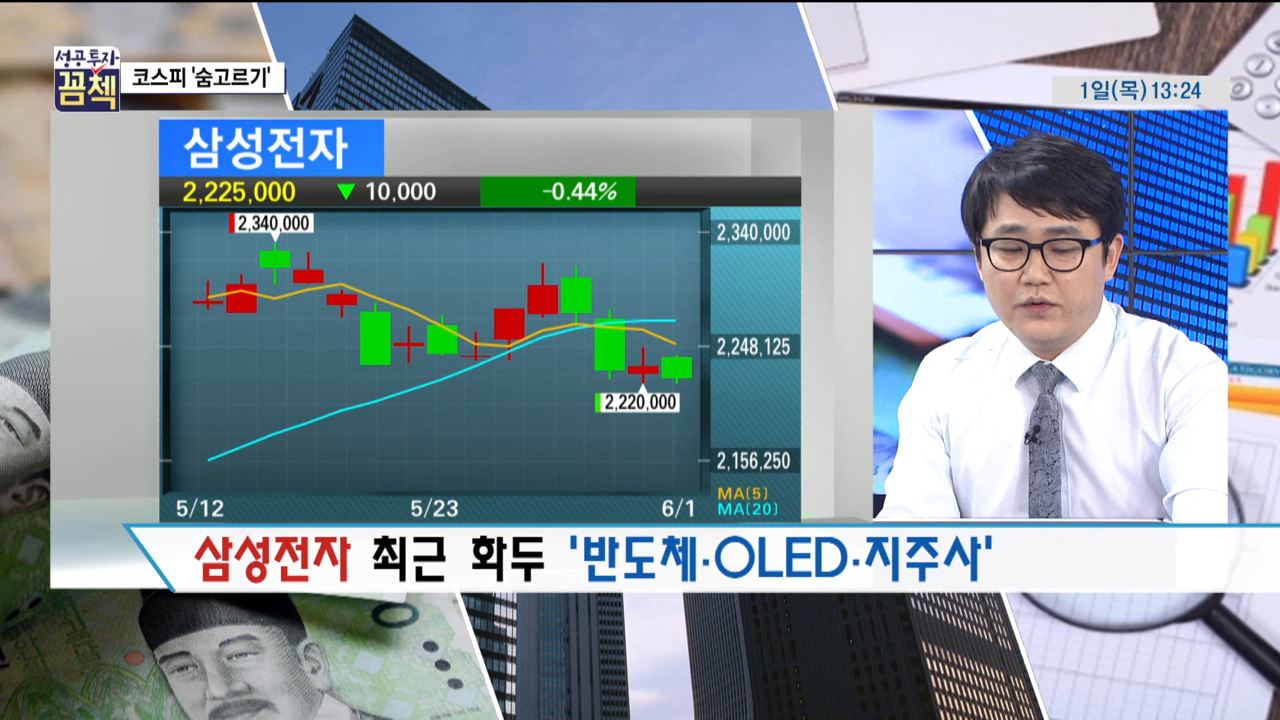 성공투자
꼼첵
코스피 '숨고르기'
1일(목) 13:24
삼성전자
2,225,000 ▼ 10,000 -0.44%
2,340,000
2,340,000
2,248,125
2,220,000
2,156,250
MA(5)
MA(20)
5/12 5/23 6/1
삼성전자 최근 화두 '반도체·OLED·지주사'